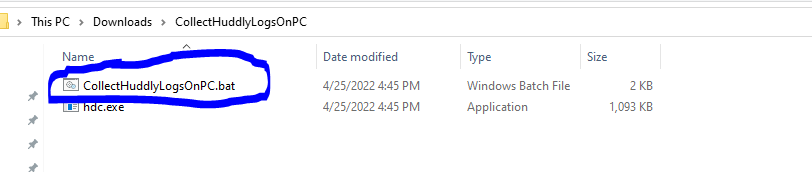 This PC > Downloads > CollectHuddlyLogsOnPC
Name Date modified Type Size
CollectHuddlyLogsOnPC.bat 4/25/2022 4:45 PM Windows Batch File 2 KB
hdc.exe 4/25/2022 4:45 PM Application 1,093 KB